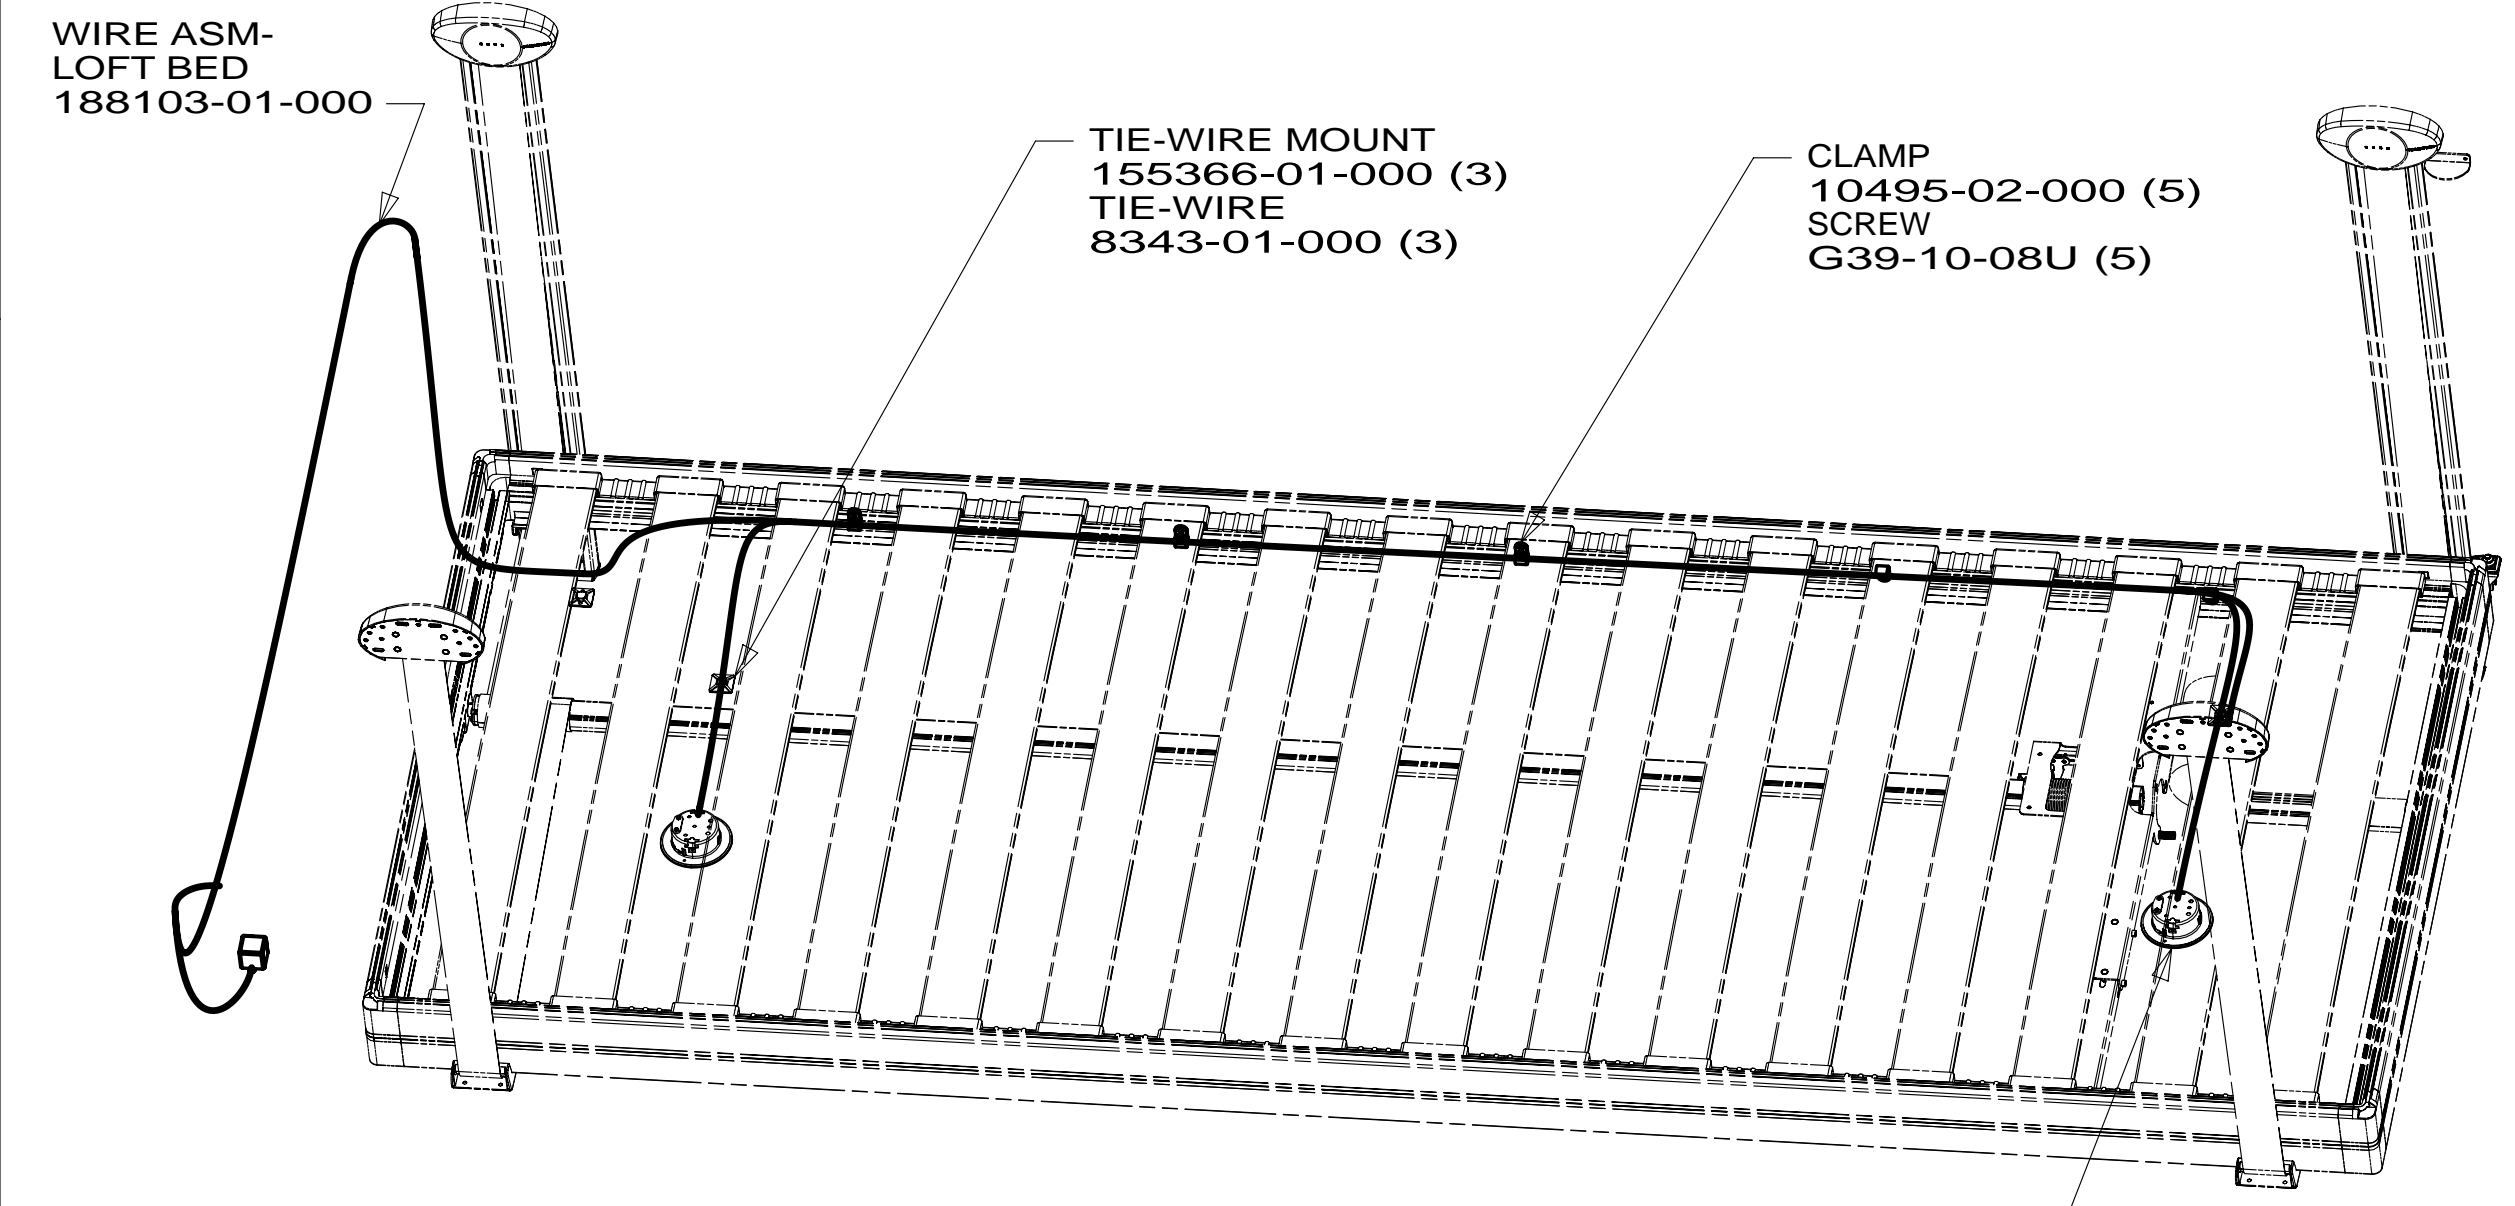 WIRE ASM-
LOFT BED
188103-01-000
TIE-WIRE MOUNT
155366-01-000 (3)
TIE-WIRE
8343-01-000 (3)
CLAMP
10495-02-000 (5)
SCREW
G39-10-08U (5)